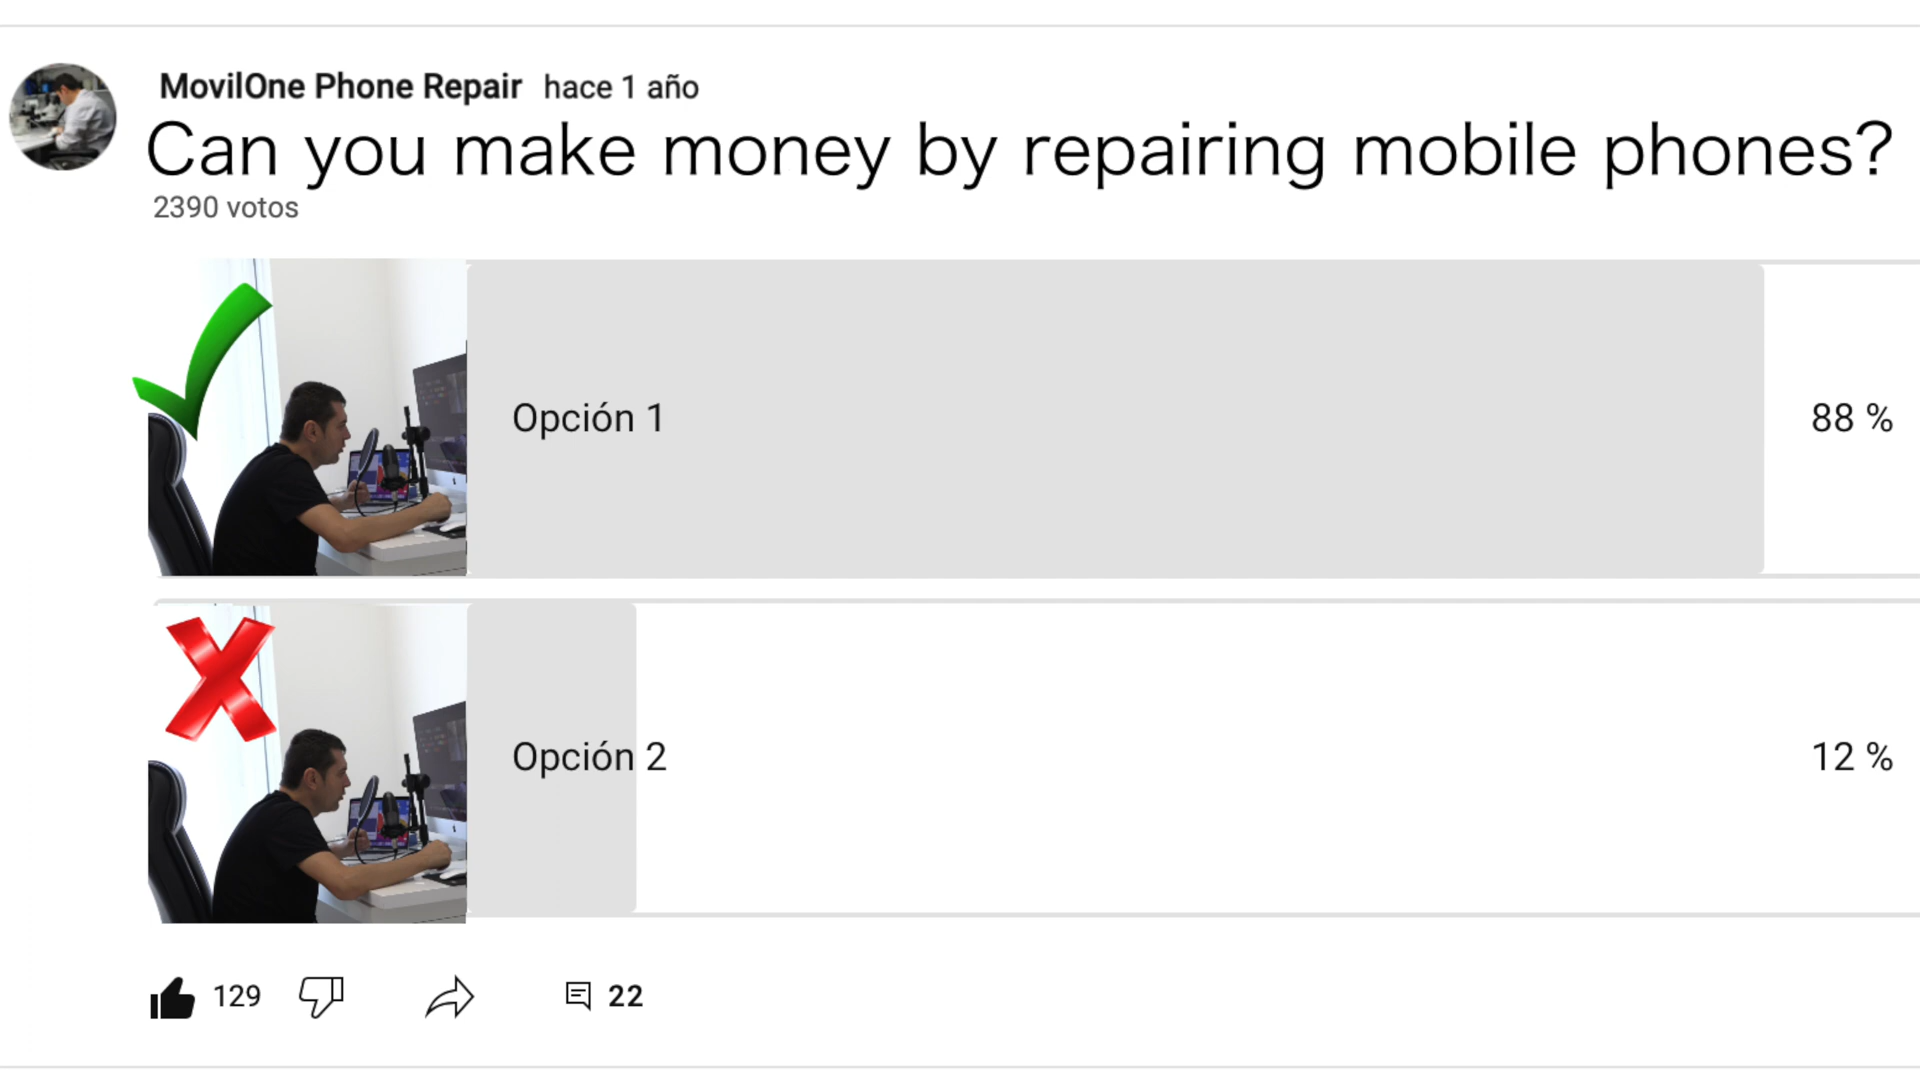 MovilOne Phone Repair hace 1 año
Can you make money by repairing mobile phones?
2390 votos
Opción 1
88 %
Opción 2
12 %
129
22